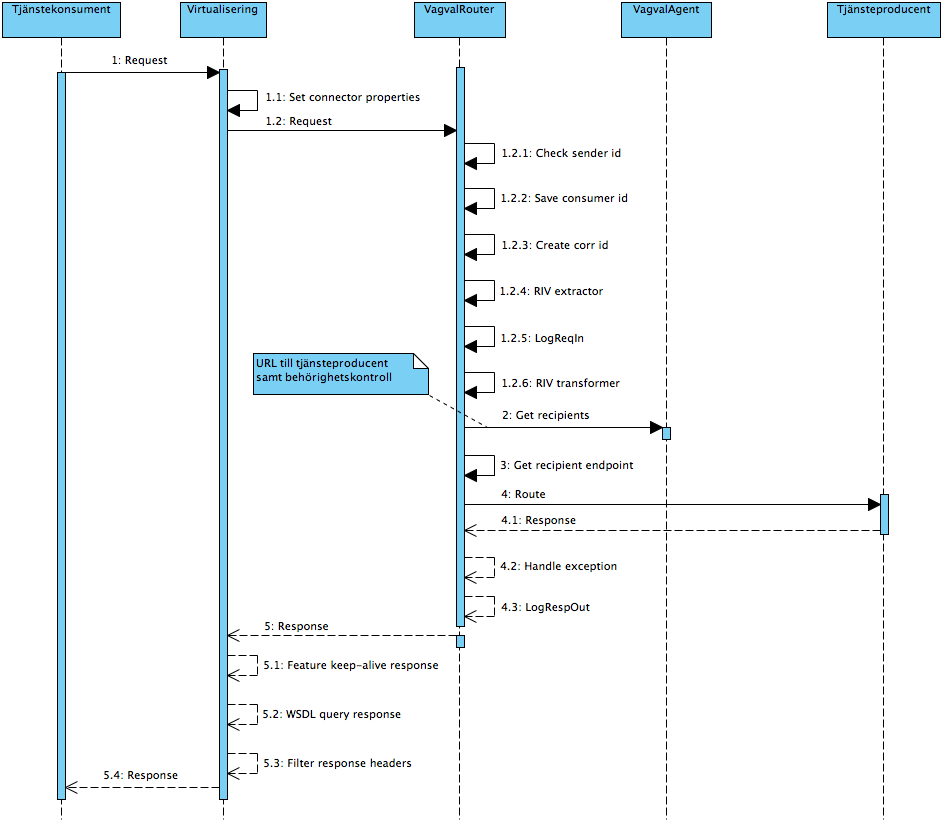 Tjänstekonsument
Virtualisering
VagvalRouter
VagvalAgent
Tjänsteproducent
1: Request
1.1: Set connector properties
1.2: Request
1.2.1: Check sender id
1.2.2: Save consumer id
1.2.3: Create corr id
1.2.4: RIV extractor
1.2.5: LogReqIn
URL till tjänsteproducent
samt behörighetskontroll
1.2.6: RIV transformer
2: Get recipients
3: Get recipient endpoint
4: Route
4.1: Response
4.2: Handle exception
4.3: LogRespOut
5: Response
5.1: Feature keep-alive response
5.2: WSDL query response
5.3: Filter response headers
5.4: Response